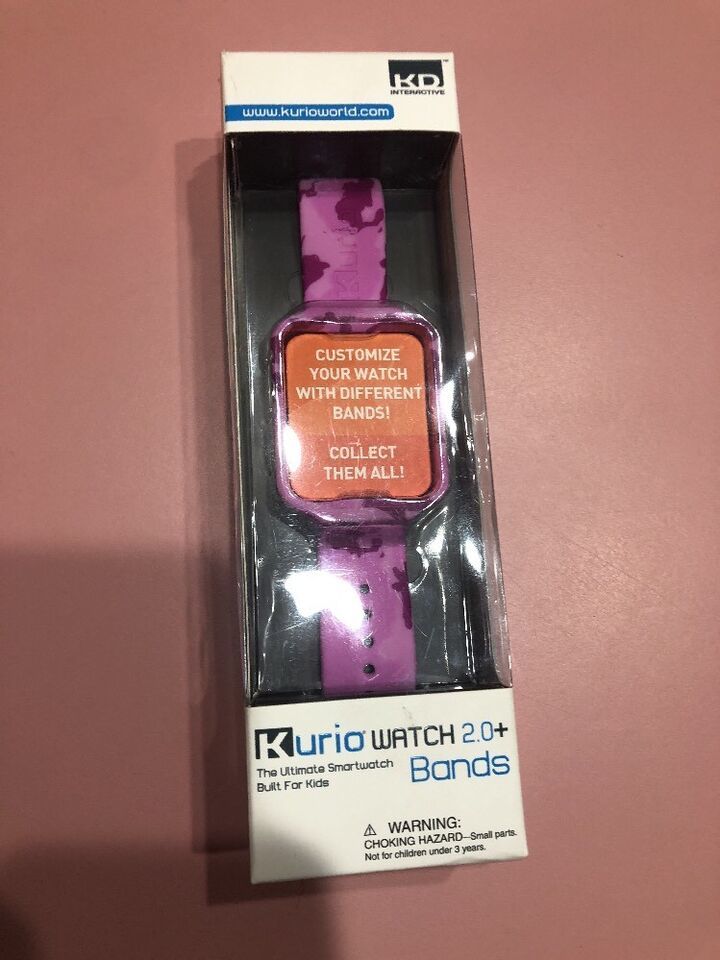 KD
INTERACTIVE
www.kurioworld.com
Kurio
CUSTOMIZE
YOUR WATCH
WITH DIFFERENT
BANDS!
COLLECT
THEM ALL!
Kurio WATCH 2.0+
The Ultimate Smartwatch
Built For Kids
Bands
WARNING:
CHOKING HAZARD–Small parts.
Not for children under 3 years.